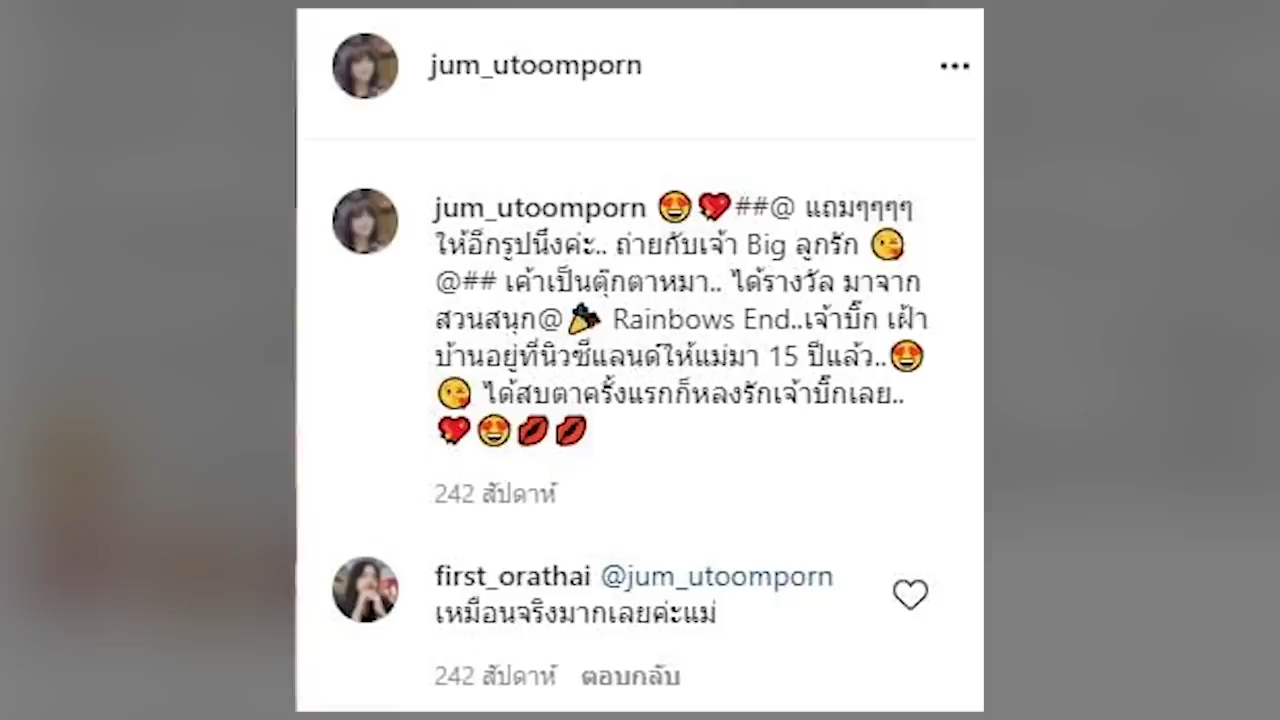 jum_utoomporn
jum_utoomporn 😍💘##@ แถมๆๆๆๆ
ให้อีกรูปนึงค่ะ.. ถ่ายกับเจ้า Big ลูกรัก 😘
@## เค้าเป็นตุ๊กตาหมา.. ได้รางวัล มาจาก
สวนสนุก@🎉 Rainbows End..เจ้าบิ๊ก เฝ้า
บ้านอยู่ที่นิวซีแลนด์ให้แม่มา 15 ปีแล้ว..😍
😘 ได้สบตาครั้งแรกก็หลงรักเจ้าบิ๊กเลย..
💘😍💋💋
242 สัปดาห์
first_orathai @jum_utoomporn
เหมือนจริงมากเลยค่ะแม่
242 สัปดาห์ ตอบกลับ